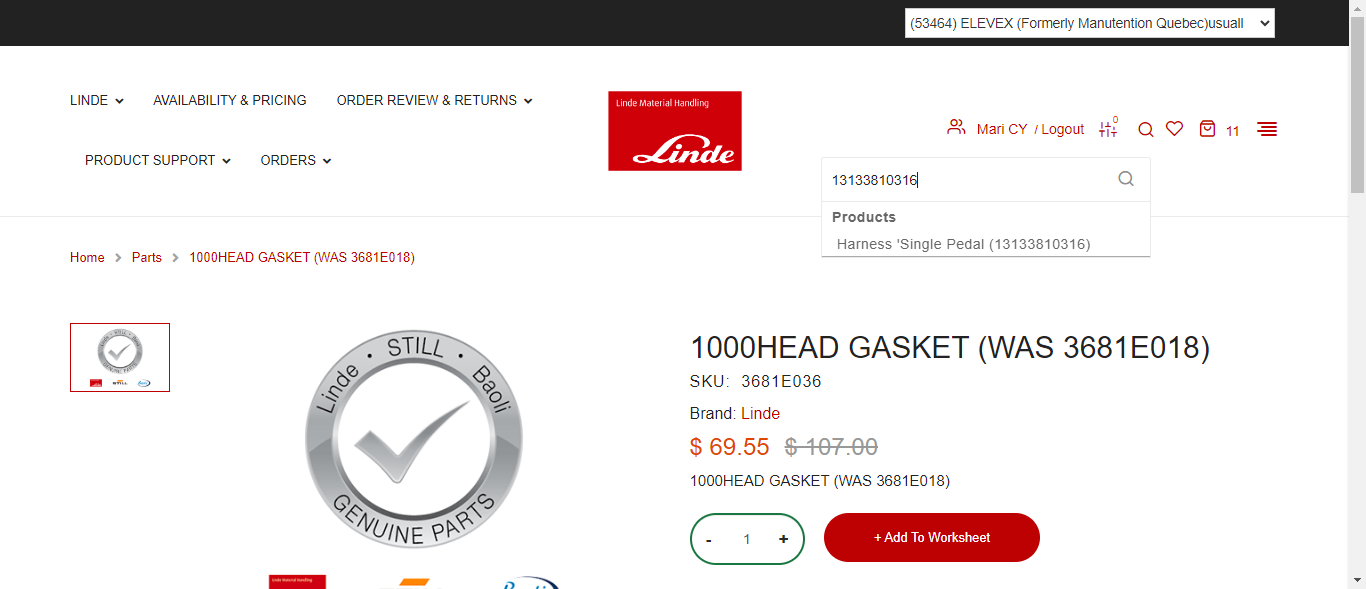 (53464) ELEVEX (Formerly Manutention Quebec)usuall
LINDE
AVAILABILITY & PRICING
ORDER REVIEW & RETURNS
PRODUCT SUPPORT
ORDERS
Linde Material Handling
Linde
Mari CY / Logout
0
11
13133810316
Products
Harness 'Single Pedal (13133810316)
Home
Parts
1000HEAD GASKET (WAS 3681E018)
Linde • STILL • Baoli
GENUINE PARTS
1000HEAD GASKET (WAS 3681E018)
SKU: 3681E036
Brand: Linde
$ 69.55 $ 107.00
1000HEAD GASKET (WAS 3681E018)
- 1 +
+ Add To Worksheet
Linde Material Handling